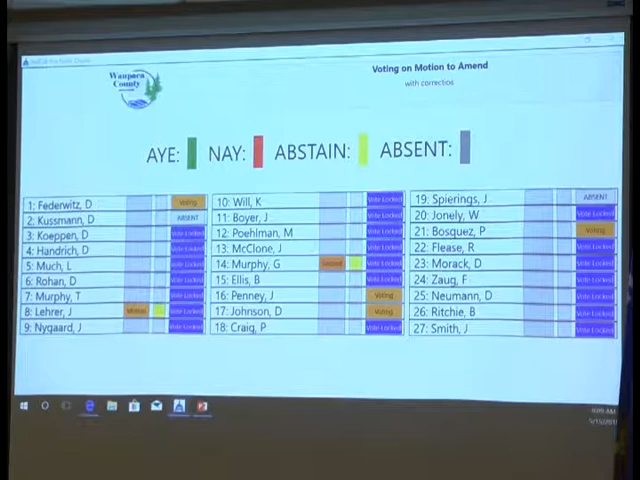 Waupaca
County
Voting on Motion to Amend
with correctios
AYE: NAY: ABSTAIN: ABSENT:
1: Federwitz, D Voting
2: Kussmann, D ABSENT
3: Koeppen, D Vote Locked
4: Handrich, D Vote Locked
5: Much, L Vote Locked
6: Rohan, D Vote Locked
7: Murphy, T Vote Locked
8: Lehrer, J Vote Locked
9: Nygaard, J Vote Locked
10: Will, K Vote Locked
11: Boyer, J Vote Locked
12: Poehlman, M Vote Locked
13: McClone, J Vote Locked
14: Murphy, G Second Vote Locked
15: Ellis, B Vote Locked
16: Penney, J Voting
17: Johnson, D Voting
18: Craig, P Vote Locked
19: Spierings, J ABSENT
20: Jonely, W Vote Locked
21: Bosquez, P Voting
22: Flease, R Vote Locked
23: Morack, D Vote Locked
24: Zaug, F Vote Locked
25: Neumann, D Vote Locked
26: Ritchie, B Vote Locked
27: Smith, J Vote Locked